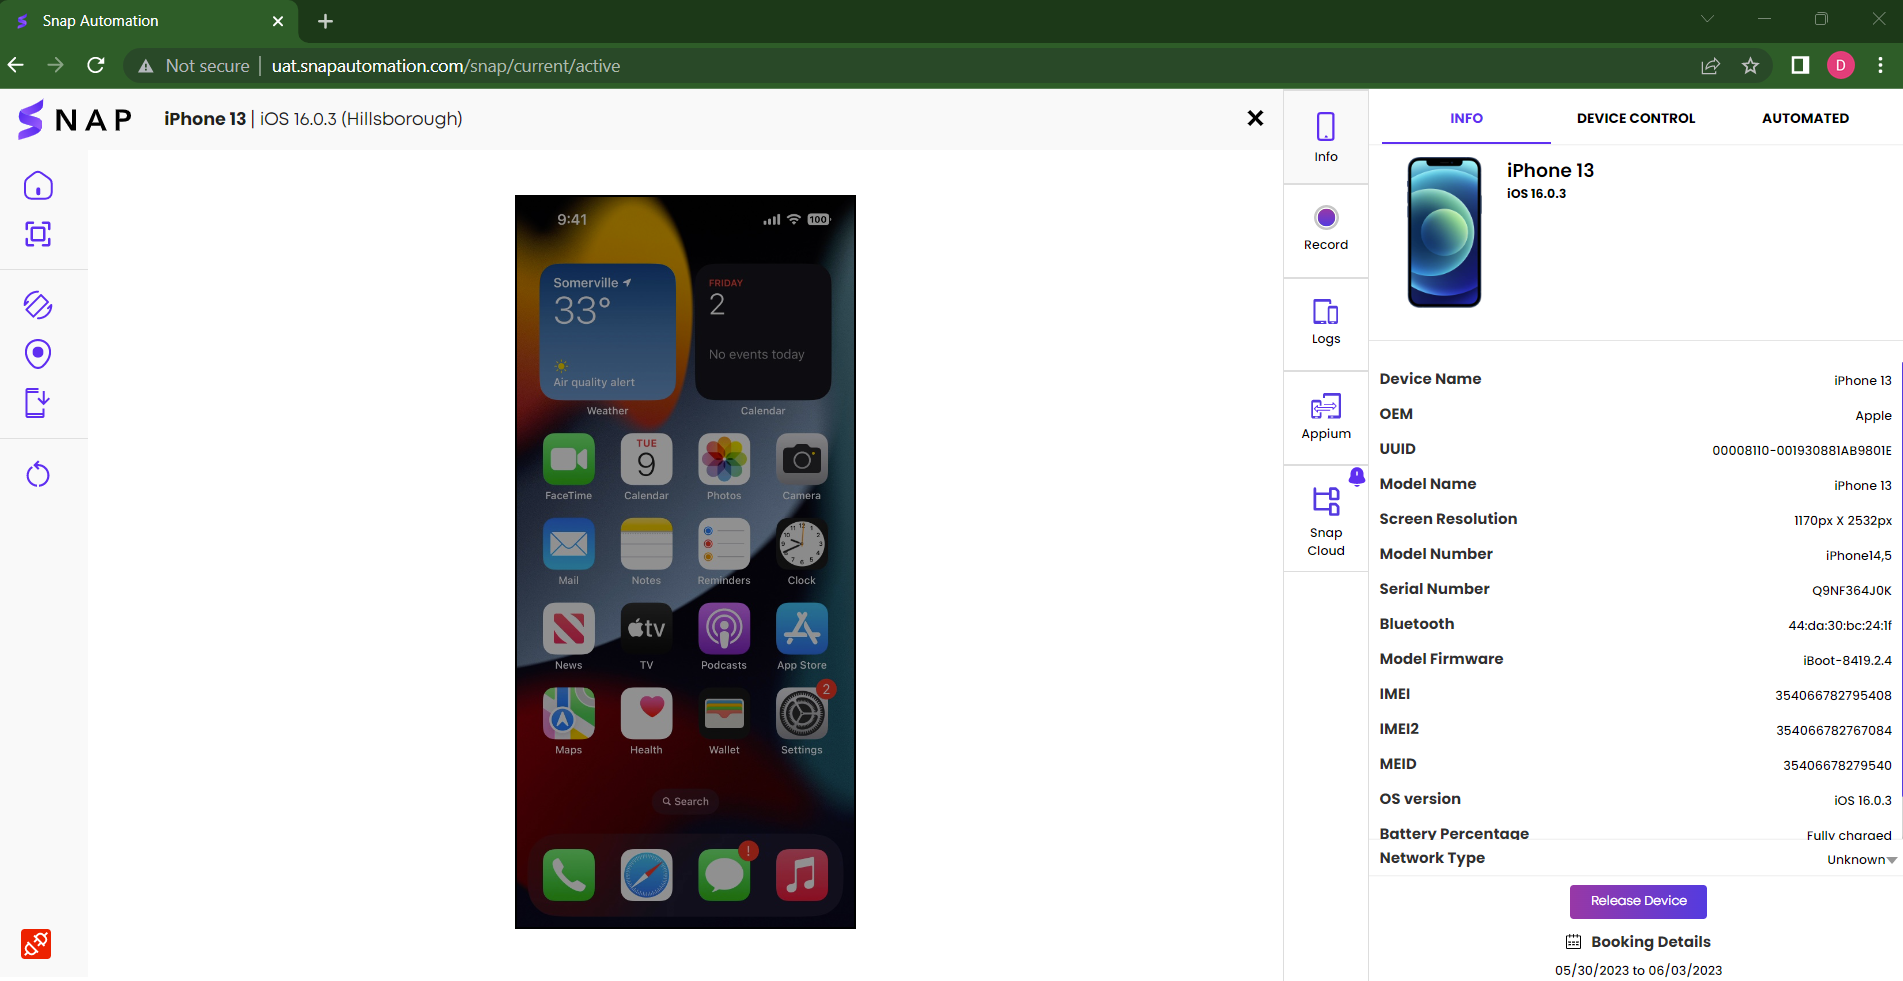 Snap Automation
Not secure | uat.snapautomation.com/snap/current/active
D
SNAP
iPhone 13 | iOS 16.0.3 (Hillsborough)
9:41
100
Somerville
33°
Air quality alert
Weather
FRIDAY
2
No events today
Calendar
TUE
9
FaceTime
Calendar
Photos
Camera
Mail
Notes
Reminders
Clock
tv
News
TV
Podcasts
App Store
2
Maps
Health
Wallet
Settings
Search
!
Info
Record
Logs
Appium
Snap
Cloud
INFO
DEVICE CONTROL
AUTOMATED
iPhone 13
iOS 16.0.3
Device Name iPhone 13
OEM Apple
UUID 00008110-001930881AB9801E
Model Name iPhone 13
Screen Resolution 1170px X 2532px
Model Number iPhone14,5
Serial Number Q9NF364J0K
Bluetooth 44:da:30:bc:24:1f
Model Firmware iBoot-8419.2.4
IMEI 354066782795408
IMEI2 354066782767084
MEID 35406678279540
OS version iOS 16.0.3
Battery Percentage Fully charged
Network Type Unknown
Release Device
Booking Details
05/30/2023 to 06/03/2023